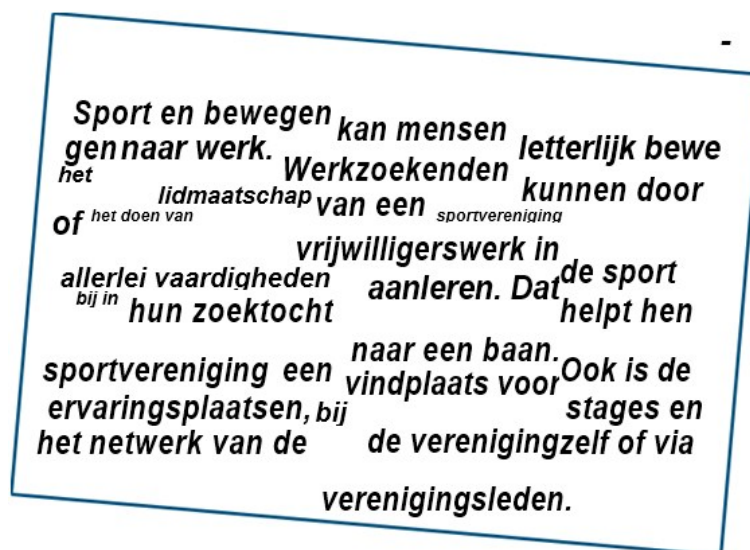 -
Sport en bewegen kan mensen letterlijk bewe
gen naar werk. Werkzoekenden kunnen door
het lidmaatschap van een sportvereniging
of het doen van vrijwilligerswerk in de sport
allerlei vaardigheden aanleren. Dat helpt hen
bij in hun zoektocht naar een baan. Ook is de
sportvereniging een vindplaats voor stages en
ervaringsplaatsen, bij de vereniging zelf of via
het netwerk van de verenigingsleden.